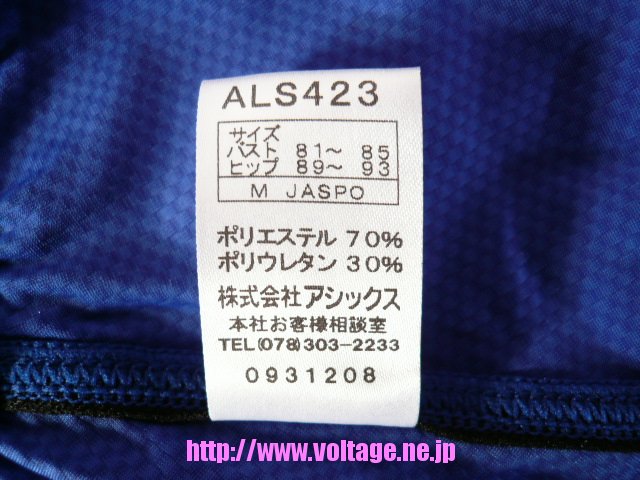 ALS423
サイズ
バスト 81〜 85
ヒップ 89〜 93
M JASPO
ポリエステル 70%
ポリウレタン 30%
株式会社アシックス
本社お客様相談室
TEL(078)303-2233
0931208
http://www.voltage.ne.jp